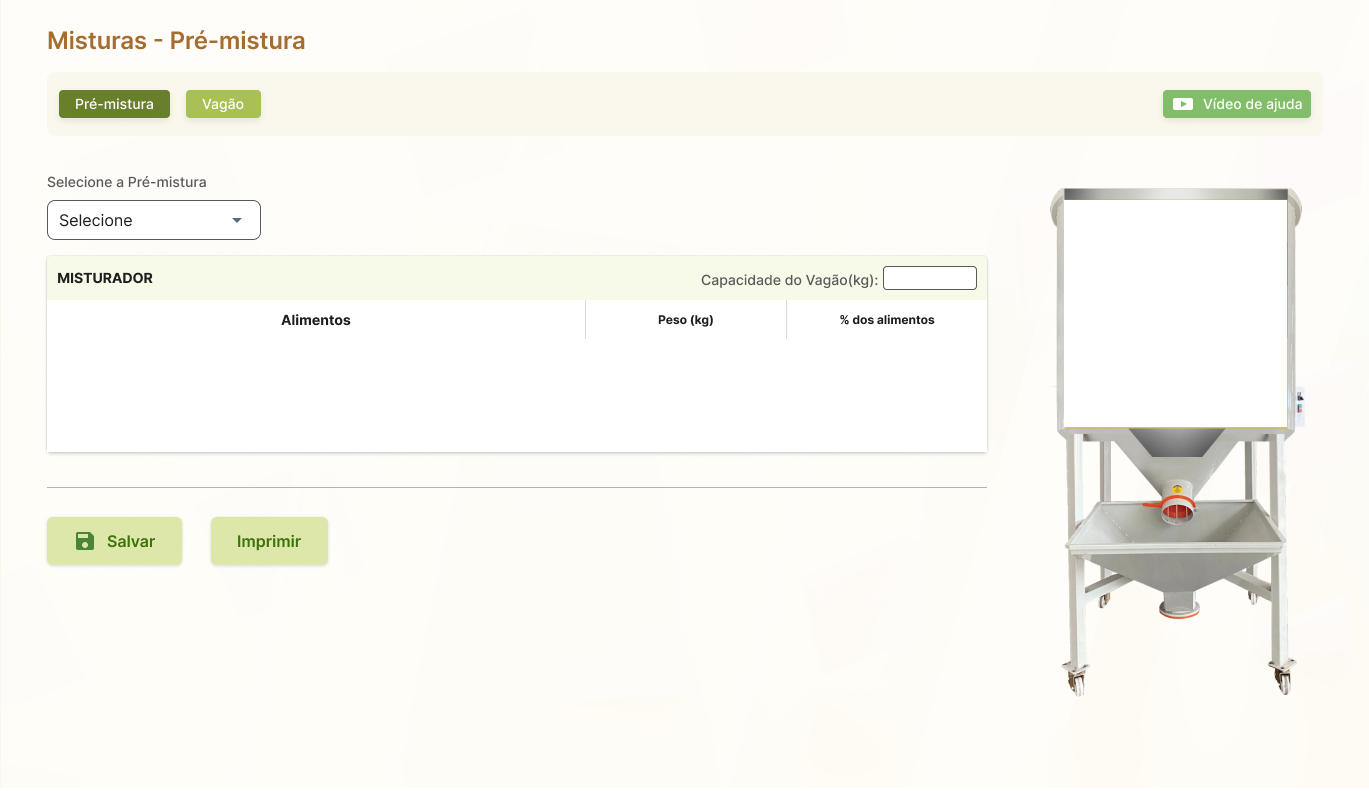 Misturas - Pré-mistura
Pré-mistura
Vagão
Vídeo de ajuda
Selecione a Pré-mistura
Selecione
MISTURADOR
Capacidade do Vagão(kg):
Alimentos
Peso (kg)
% dos alimentos
Salvar
Imprimir